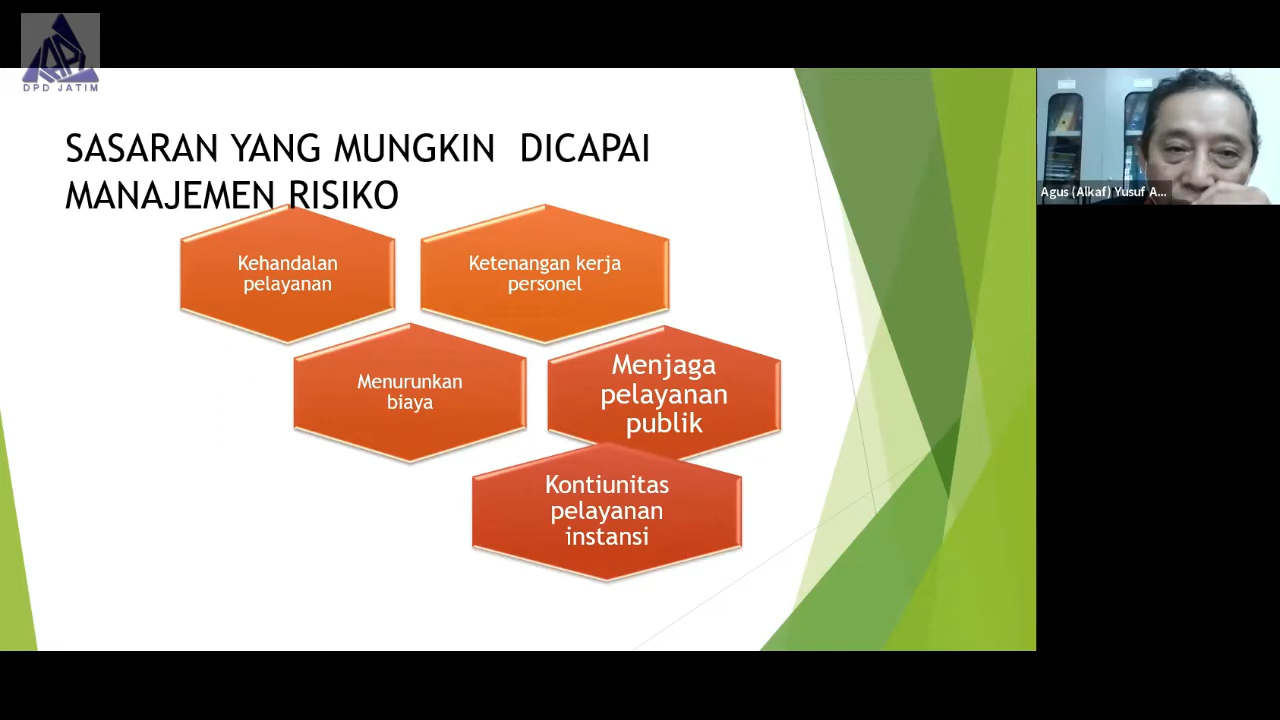 API
DPD JATIM
SASARAN YANG MUNGKIN DICAPAI
MANAJEMEN RISIKO
Kehandalan
pelayanan
Ketenangan kerja
personel
Menurunkan
biaya
Menjaga
pelayanan
publik
Kontiunitas
pelayanan
instansi
Agus (Alkaf) Yusuf A...